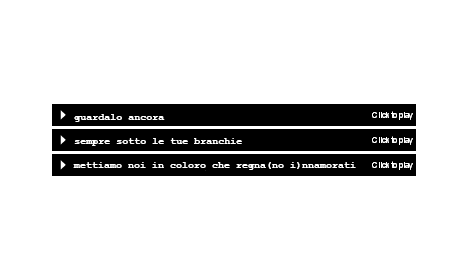 guardalo ancora Click to play
sempre sotto le tue branchie Click to play
mettiamo noi in coloro che regna(no i)nnamorati Click to play